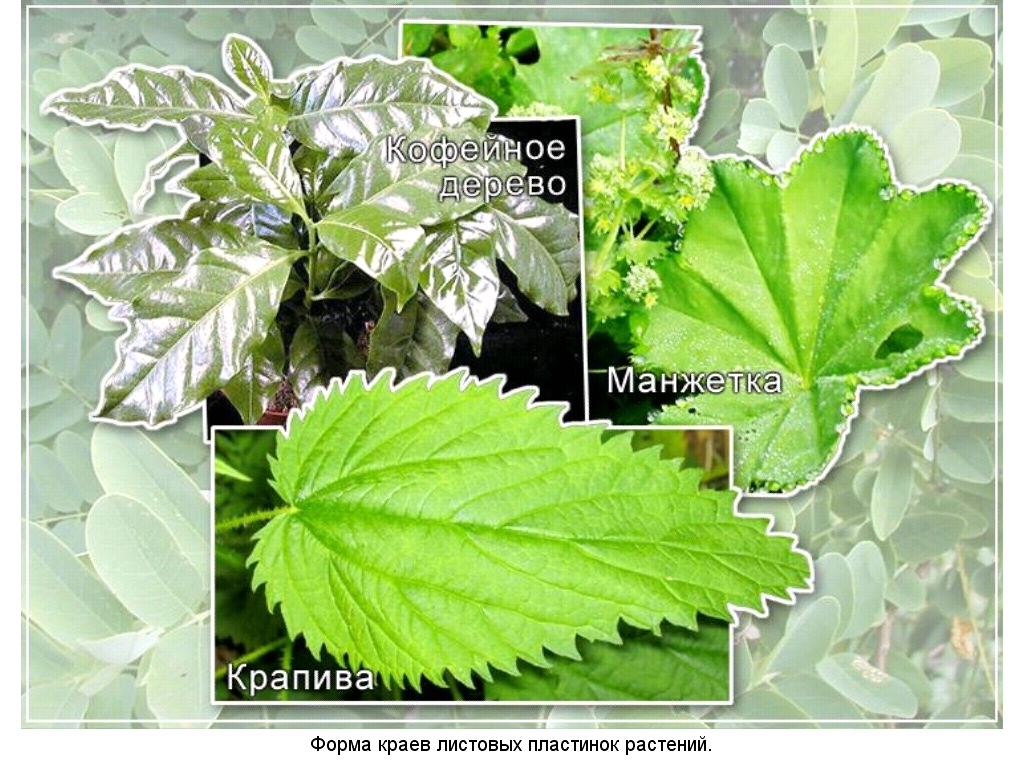 Кофейное
дерево
Манжетка
Крапива
Форма краев листовых пластинок растений.